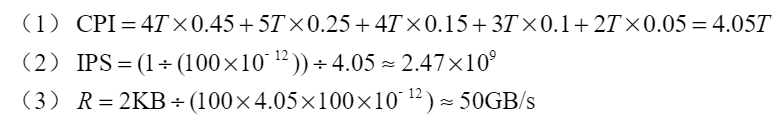 （1） CPI = 4T×0.45 + 5T×0.25 + 4T×0.15 + 3T×0.1 + 2T×0.05 = 4.05T
（2） IPS = (1÷(100×10⁻¹²))÷4.05 ≈ 2.47×10⁹
（3） R = 2KB÷(100×4.05×100×10⁻¹²) ≈ 50GB/s